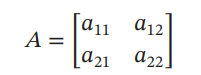 A = [a₁₁ a₁₂
a₂₁ a₂₂]